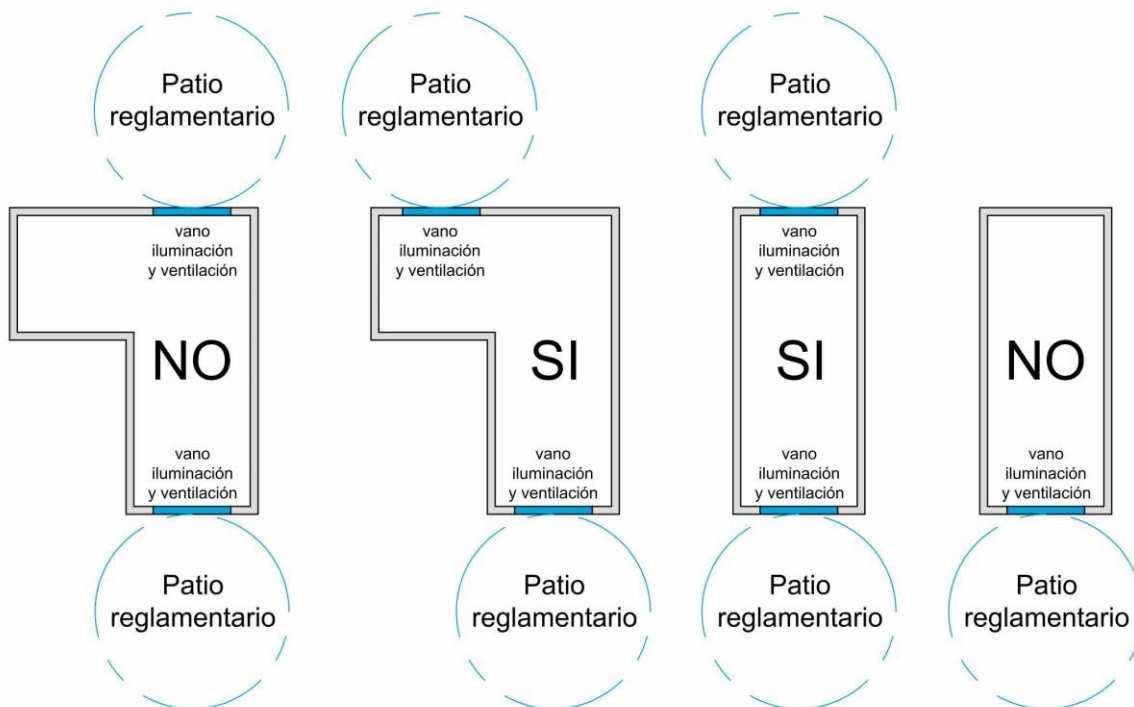 Patio
reglamentario
Patio
reglamentario
Patio
reglamentario
vano
iluminación
y ventilación
vano
iluminación
y ventilación
vano
iluminación
y ventilación
NO
SI
SI
NO
vano
iluminación
y ventilación
vano
iluminación
y ventilación
vano
iluminación
y ventilación
vano
iluminación
y ventilación
Patio
reglamentario
Patio
reglamentario
Patio
reglamentario
Patio
reglamentario